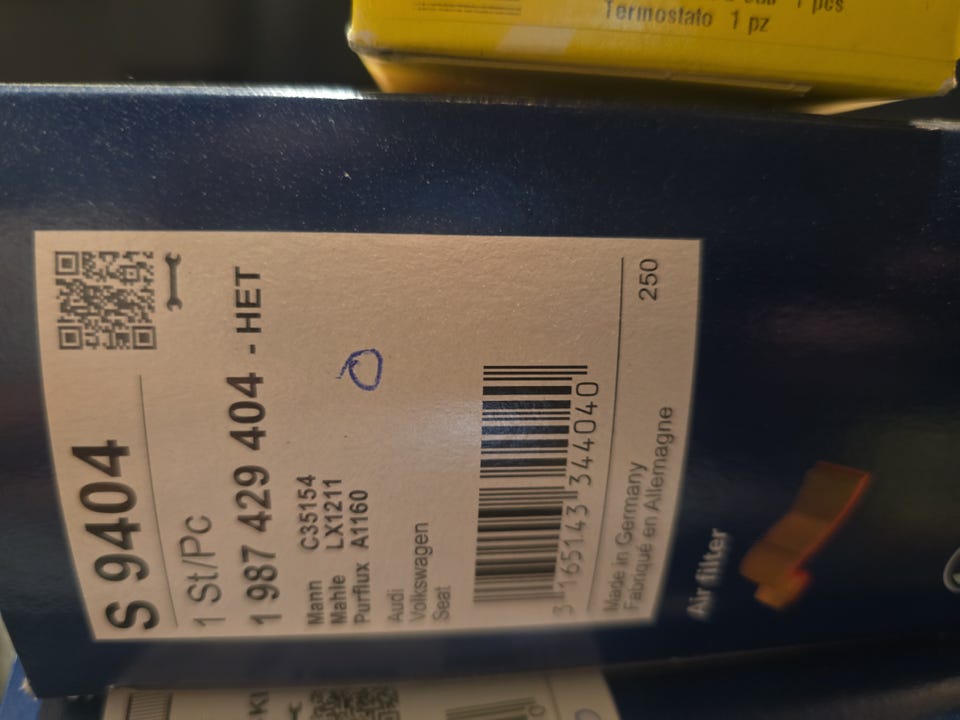 Termostato 1 pz
S 9404
1 St/Pc
1 987 429 404 - HET
Mann C35154
Mahle LX1211
Purflux A1160
Audi
Volkswagen
Seat
3 165143 344040
Made in Germany
Fabriqué en Allemagne
250
Air filter